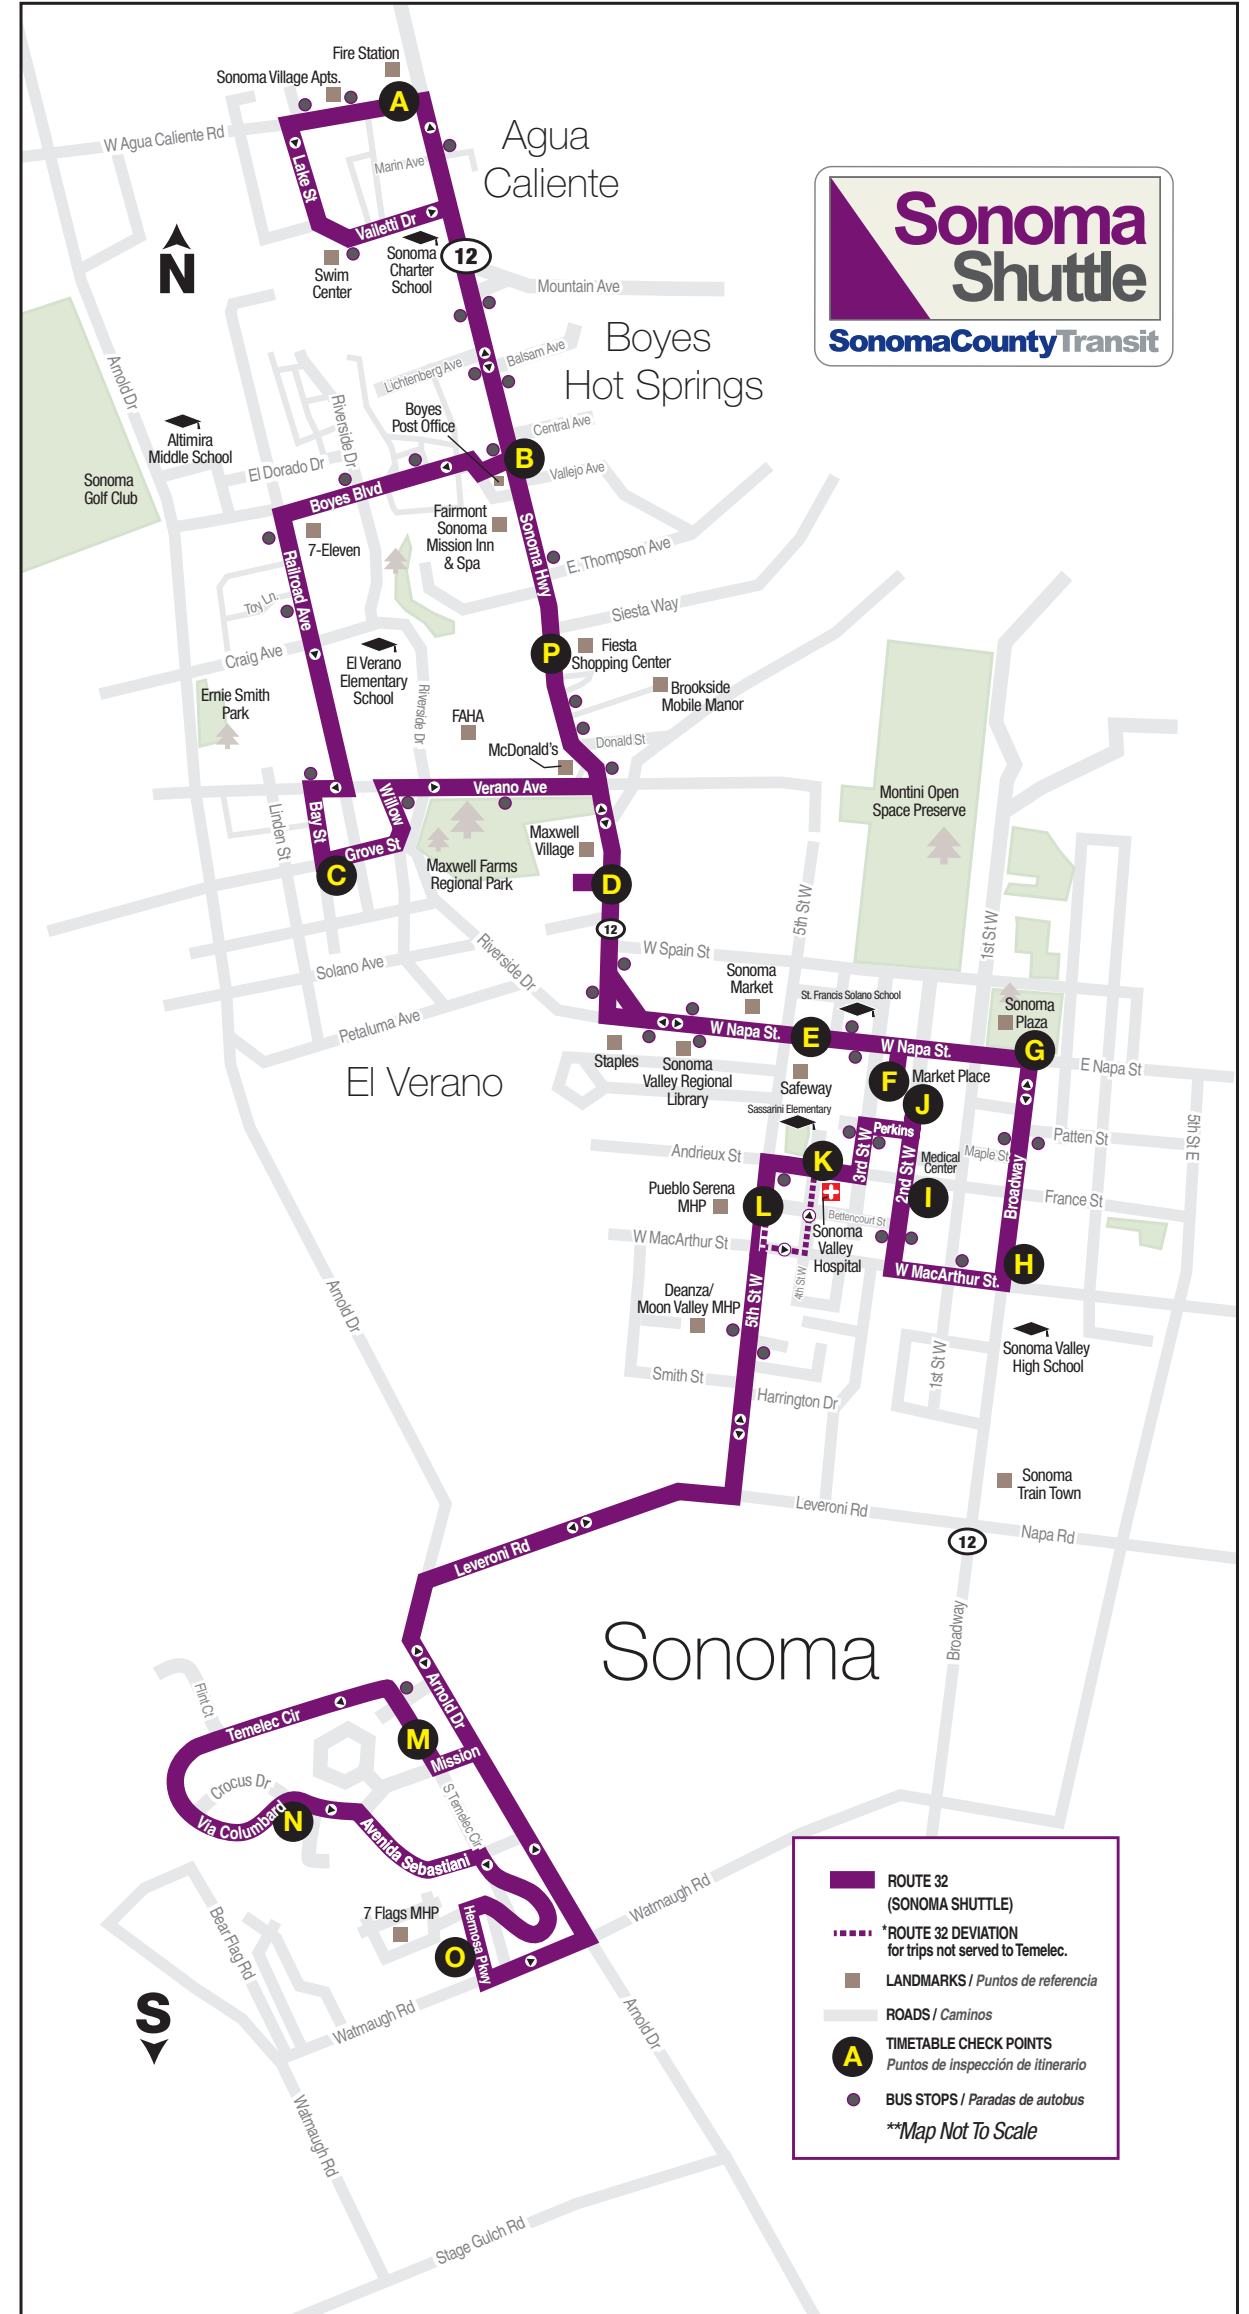 Fire Station
Sonoma Village Apts.
A
W Agua Caliente Rd
Agua
Caliente
Marin Ave
Lake St
Vailetti Dr
Sonoma
Charter
School
Swim
Center
12
N
Sonoma
Shuttle
SonomaCountyTransit
Mountain Ave
Boyes
Hot Springs
Balsam Ave
Lichtenberg Ave
Arnold Dr
Riverside Dr
Boyes
Post Office
Central Ave
Altimira
Middle School
El Dorado Dr
B
Vallejo Ave
Sonoma
Golf Club
Boyes Blvd
7-Eleven
Fairmont
Sonoma
Mission Inn
& Spa
Sonoma Hwy
E. Thompson Ave
Railroad Ave
Toy Ln.
Siesta Way
Craig Ave
El Verano
Elementary
School
P
Fiesta
Shopping Center
Brookside
Mobile Manor
Ernie Smith
Park
Riverside Dr
FAHA
McDonald's
Donald St
Verano Ave
Willow
Bay St
Linden St
Grove St
C
Maxwell Farms
Regional Park
Maxwell
Village
D
Montini Open
Space Preserve
12
5th St W
1st St W
W Spain St
Riverside Dr
Solano Ave
Petaluma Ave
Sonoma
Market
St. Francis Solano School
Sonoma
Plaza
W Napa St.
E
W Napa St.
G
E Napa St
Staples
Sonoma
Valley Regional
Library
Safeway
F
Market Place
J
El Verano
Sassarini Elementary
Perkins
Patten St
5th St E
Andrieux St
K
3rd St W
2nd St W
Medical
Center
Maple St
Broadway
France St
Pueblo Serena
MHP
L
I
Bettencourt St
W MacArthur St
Sonoma
Valley
Hospital
4th St W
W MacArthur St.
H
Deanza/
Moon Valley MHP
5th St W
Arnold Dr
Smith St
Harrington Dr
1st St W
Sonoma Valley
High School
Sonoma
Train Town
Leveroni Rd
Napa Rd
12
Leveroni Rd
Broadway
Sonoma
Flint Ct
Temelec Cir
Arnold Dr
M
Mission
Crocus Dr
S Temelec Cir
Via Columbard
N
Avenida Sebastiani
7 Flags MHP
Hermosa Pkwy
O
Bear Flag Rd
Watmaugh Rd
Watmaugh Rd
Arnold Dr
S
Watmaugh Rd
Stage Gulch Rd
ROUTE 32
(SONOMA SHUTTLE)
*ROUTE 32 DEVIATION
for trips not served to Temelec.
LANDMARKS / Puntos de referencia
ROADS / Caminos
A
TIMETABLE CHECK POINTS
Puntos de inspección de itinerario
BUS STOPS / Paradas de autobus
**Map Not To Scale